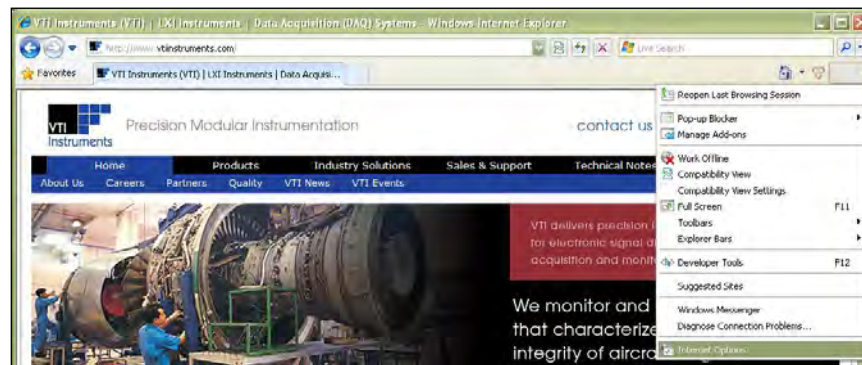 VTI Instruments (VTI) | LXI Instruments | Data Acquisition (DAQ) Systems - Windows Internet Explorer
http://www.vtiinstruments.com/
Live Search
Favorites
VTI Instruments (VTI) | LXI Instruments | Data Acquisi...
VTI
Instruments
Precision Modular Instrumentation
contact us
Home Products Industry Solutions Sales & Support Technical Notes
About Us Careers Partners Quality VTI News VTI Events
VTI delivers precision
for electronic signal
acquisition and
We monitor and
that characterize
integrity of
Reopen Last Browsing Session
Pop-up Blocker
Manage Add-ons
Work Offline
Compatibility View
Compatibility View Settings
Full Screen F11
Toolbars
Explorer Bars
Developer Tools F12
Suggested Sites
Windows Messenger
Diagnose Connection Problems...
Internet Options